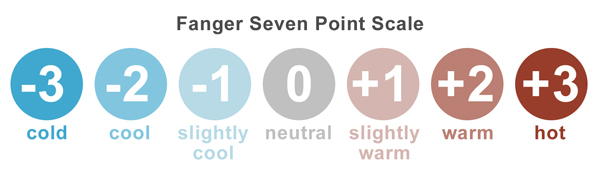 Fanger Seven Point Scale
-3 -2 -1 0 +1 +2 +3
cold cool slightly cool neutral slightly warm warm hot